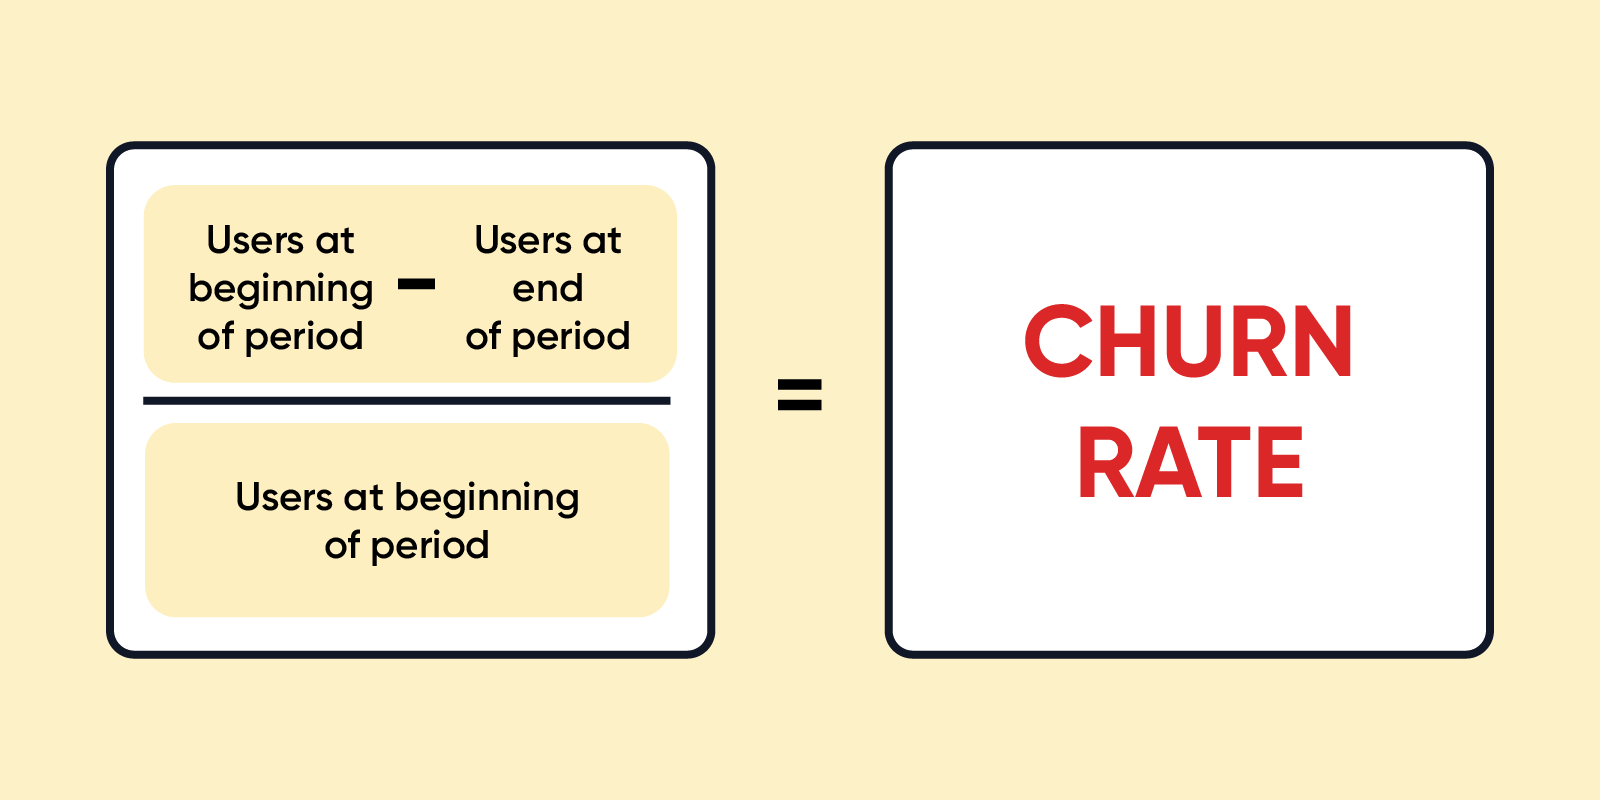 Users at
beginning
of period
-
Users at
end
of period
Users at beginning
of period
=
CHURN
RATE